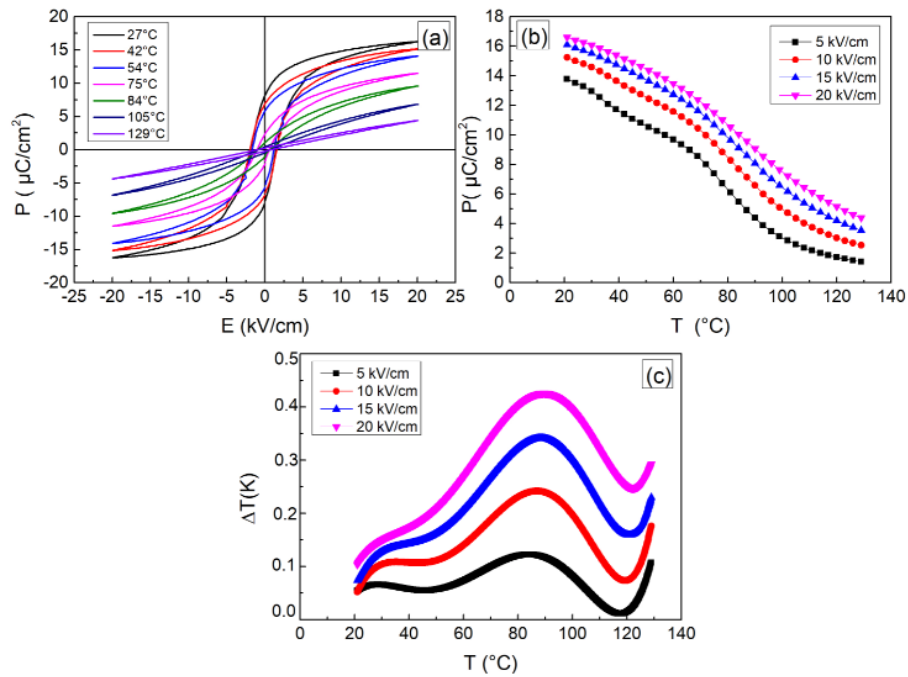 (a)
27°C
42°C
54°C
75°C
84°C
105°C
129°C
P ( µC/cm²)
20
15
10
5
0
-5
-10
-15
-20
-25 -20 -15 -10 -5 0 5 10 15 20 25
E (kV/cm)
(b)
5 kV/cm
10 kV/cm
15 kV/cm
20 kV/cm
P( µC/cm²)
18
16
14
12
10
8
6
4
2
0
0 20 40 60 80 100 120 140
T (°C)
(c)
5 kV/cm
10 kV/cm
15 kV/cm
20 kV/cm
ΔT(K)
0.5
0.4
0.3
0.2
0.1
0.0
0 20 40 60 80 100 120 140
T (°C)